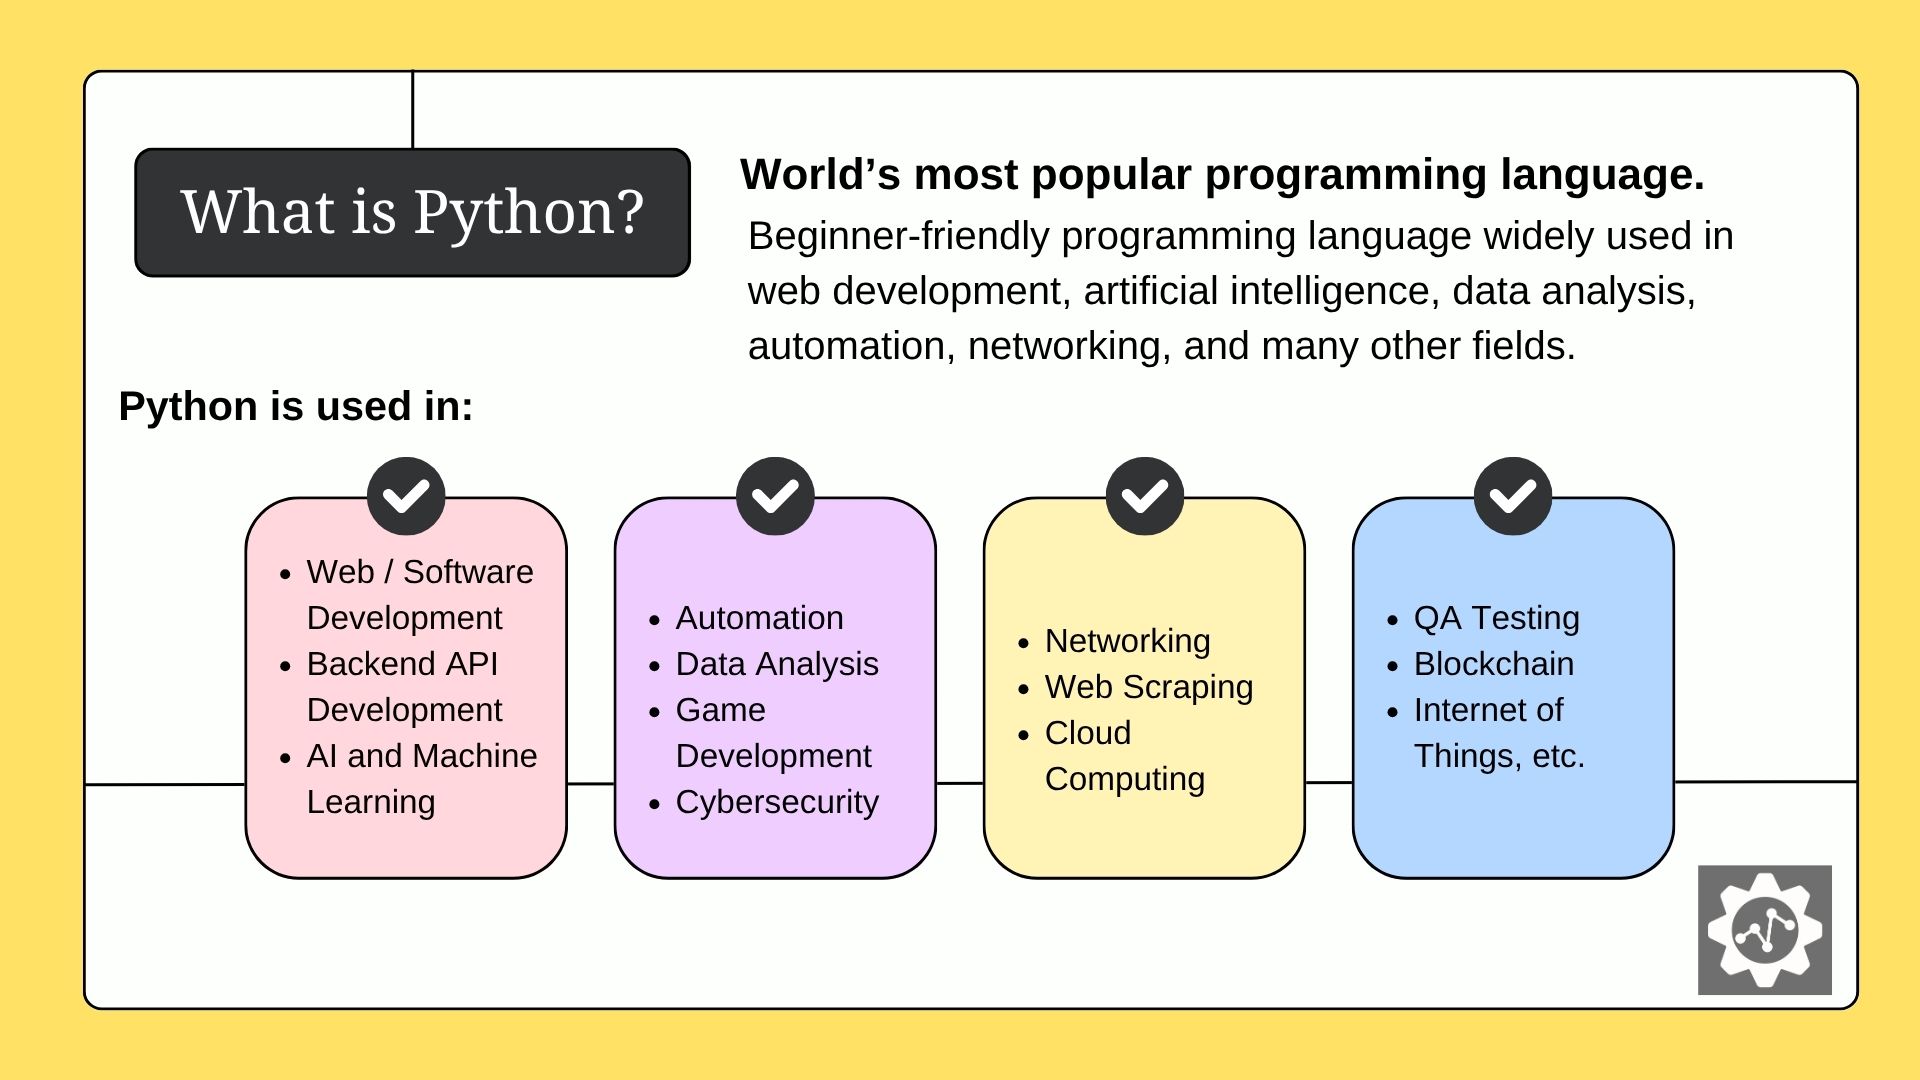 What is Python?
World’s most popular programming language.
Beginner-friendly programming language widely used in
web development, artificial intelligence, data analysis,
automation, networking, and many other fields.
Python is used in:
• Web / Software
Development
• Backend API
Development
• AI and Machine
Learning
• Automation
• Data Analysis
• Game
Development
• Cybersecurity
• Networking
• Web Scraping
• Cloud
Computing
• QA Testing
• Blockchain
• Internet of
Things, etc.